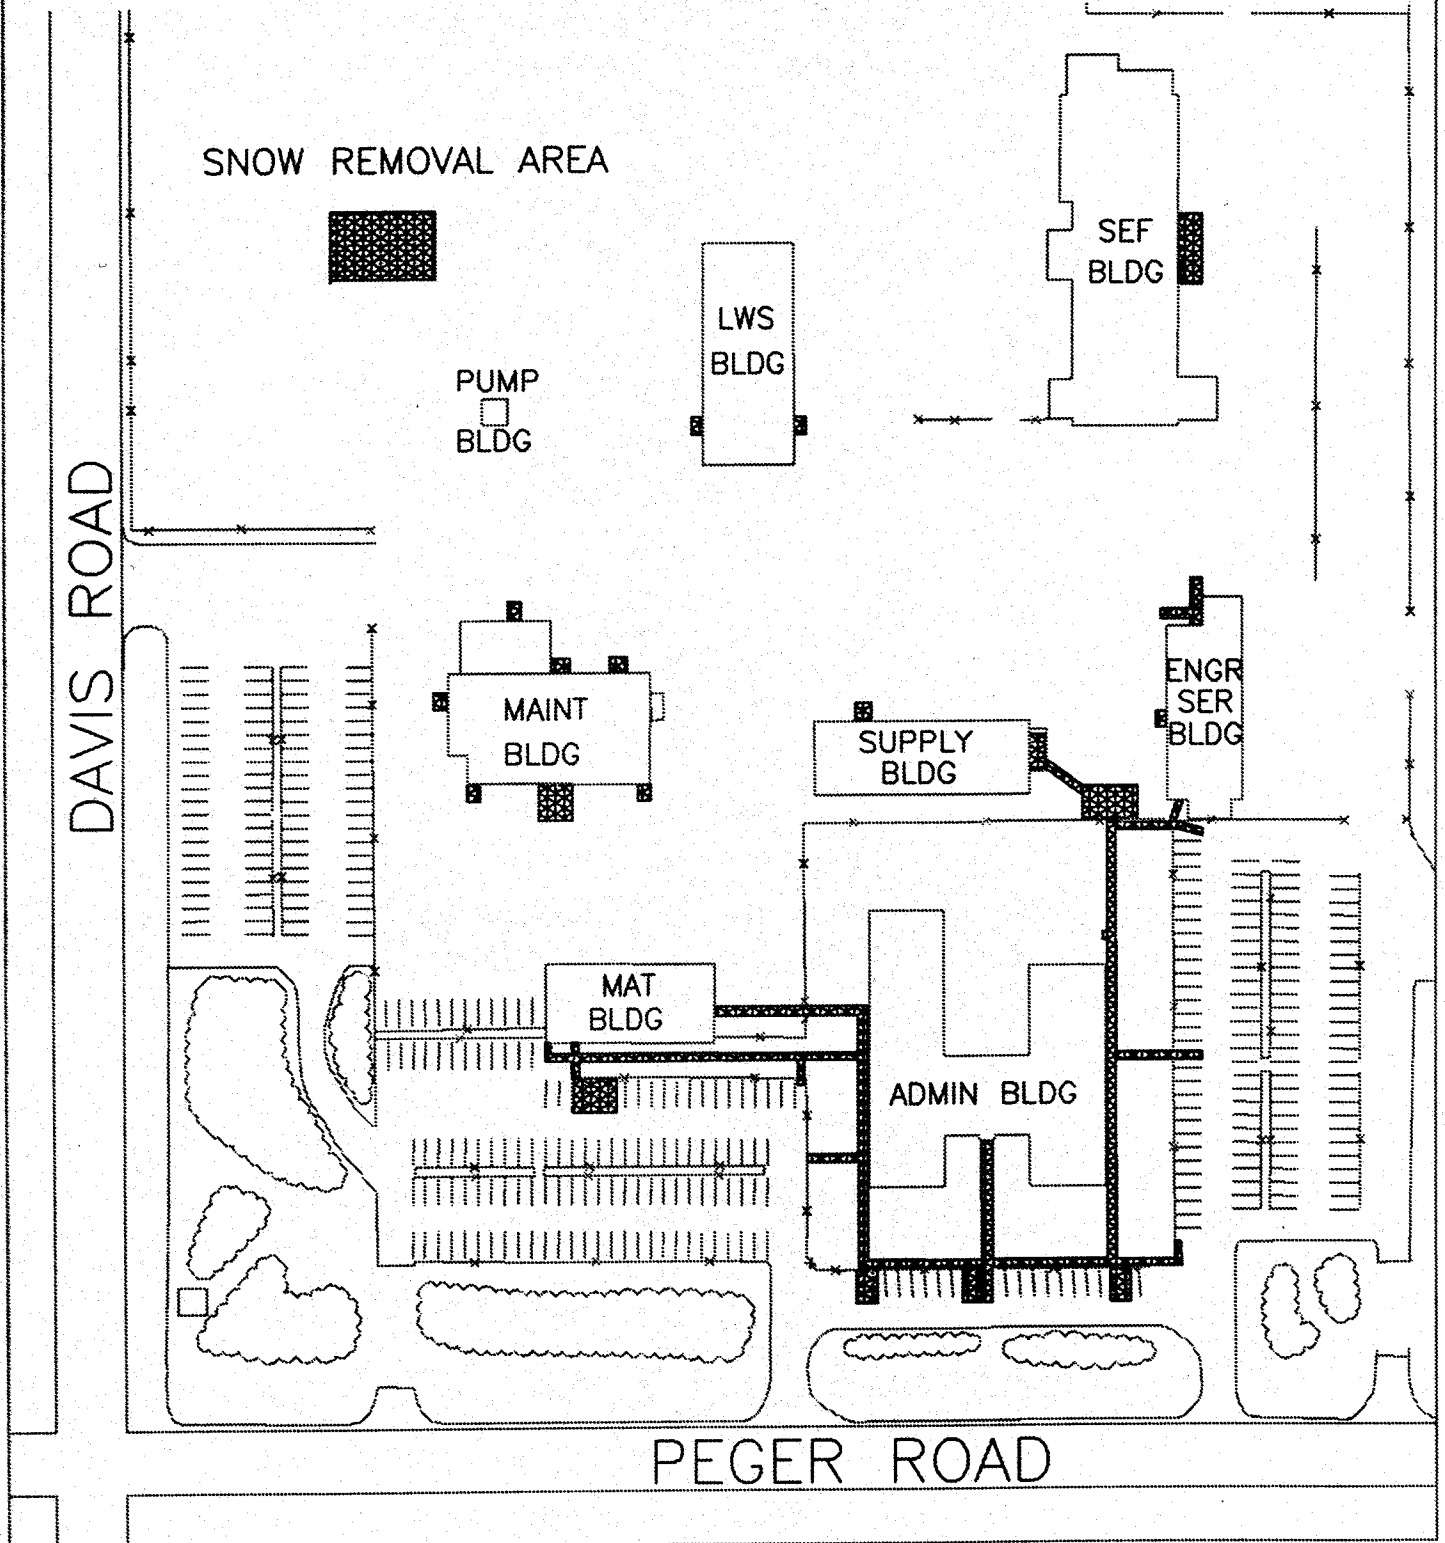 SNOW REMOVAL AREA
SEF
BLDG
LWS
BLDG
PUMP
BLDG
DAVIS ROAD
MAINT
BLDG
SUPPLY
BLDG
ENGR
SER
BLDG
MAT
BLDG
ADMIN BLDG
PEGER ROAD